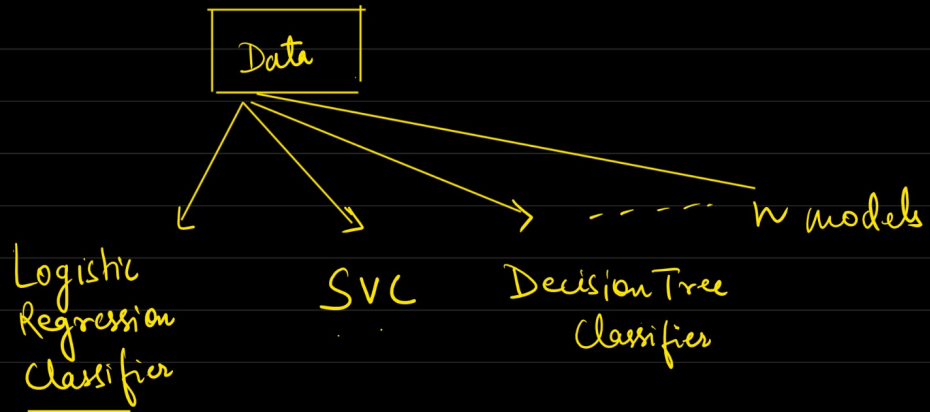 Data
N models
Logistic
Regression
Classifier
SVC
Decision Tree
Classifier